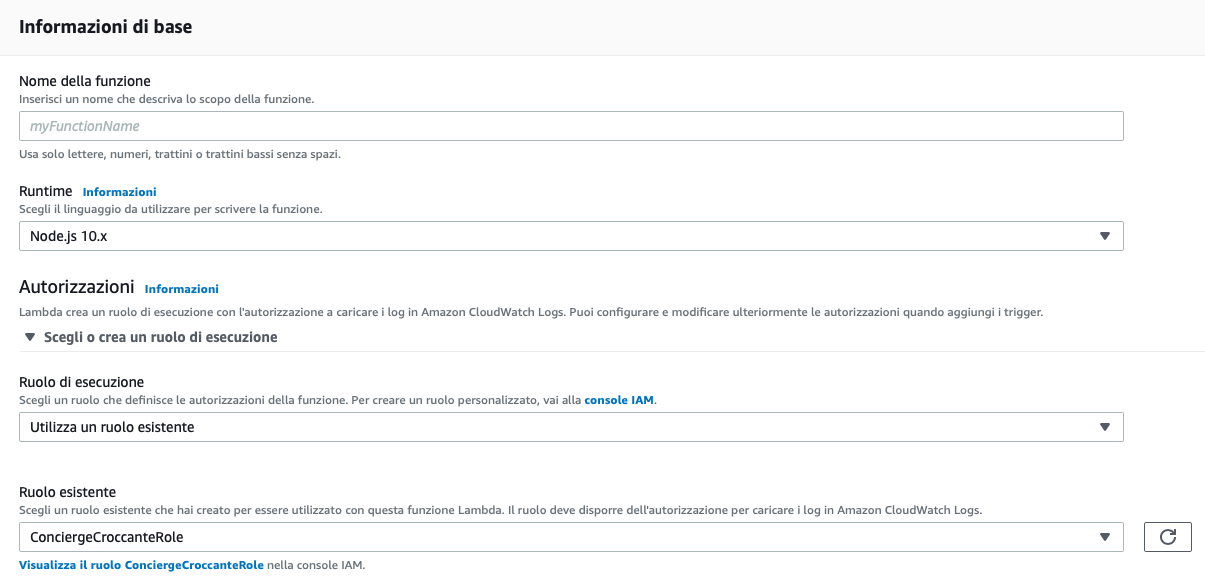 Informazioni di base
Nome della funzione
Inserisci un nome che descriva lo scopo della funzione.
myFunctionName
Usa solo lettere, numeri, trattini o trattini bassi senza spazi.
Runtime Informazioni
Scegli il linguaggio da utilizzare per scrivere la funzione.
Node.js 10.x
Autorizzazioni Informazioni
Lambda crea un ruolo di esecuzione con l'autorizzazione a caricare i log in Amazon CloudWatch Logs. Puoi configurare e modificare ulteriormente le autorizzazioni quando aggiungi i trigger.
Scegli o crea un ruolo di esecuzione
Ruolo di esecuzione
Scegli un ruolo che definisce le autorizzazioni della funzione. Per creare un ruolo personalizzato, vai alla console IAM.
Utilizza un ruolo esistente
Ruolo esistente
Scegli un ruolo esistente che hai creato per essere utilizzato con questa funzione Lambda. Il ruolo deve disporre dell'autorizzazione per caricare i log in Amazon CloudWatch Logs.
ConciergeCroccanteRole
Visualizza il ruolo ConciergeCroccanteRole nella console IAM.